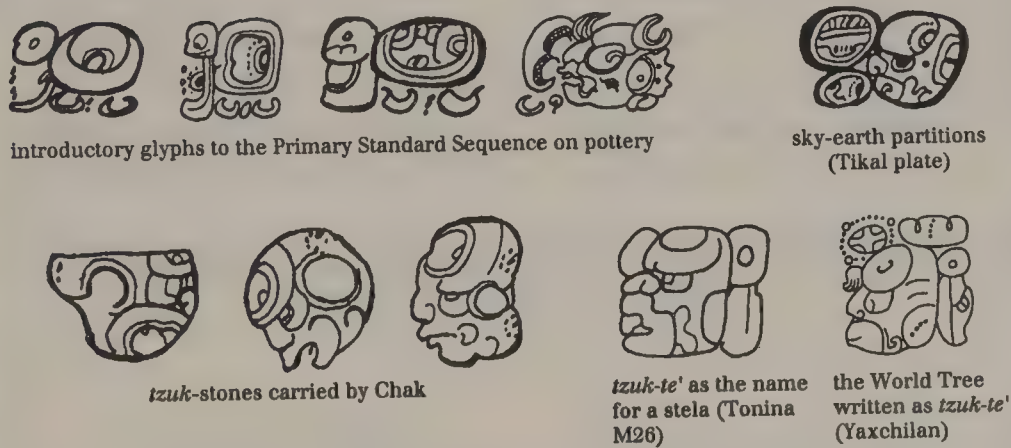 introductory glyphs to the Primary Standard Sequence on pottery
sky-earth partitions
(Tikal plate)
tzuk-stones carried by Chak
tzuk-te' as the name
for a stela (Tonina
M26)
the World Tree
written as tzuk-te'
(Yaxchilan)